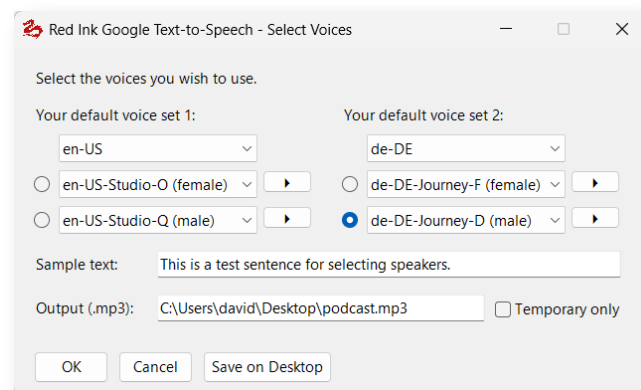 Red Ink Google Text-to-Speech - Select Voices
Select the voices you wish to use.
Your default voice set 1:
Your default voice set 2:
en-US
de-DE
en-US-Studio-O (female)
de-DE-Journey-F (female)
en-US-Studio-Q (male)
de-DE-Journey-D (male)
Sample text:
This is a test sentence for selecting speakers.
Output (.mp3):
C:\Users\david\Desktop\podcast.mp3
Temporary only
OK
Cancel
Save on Desktop